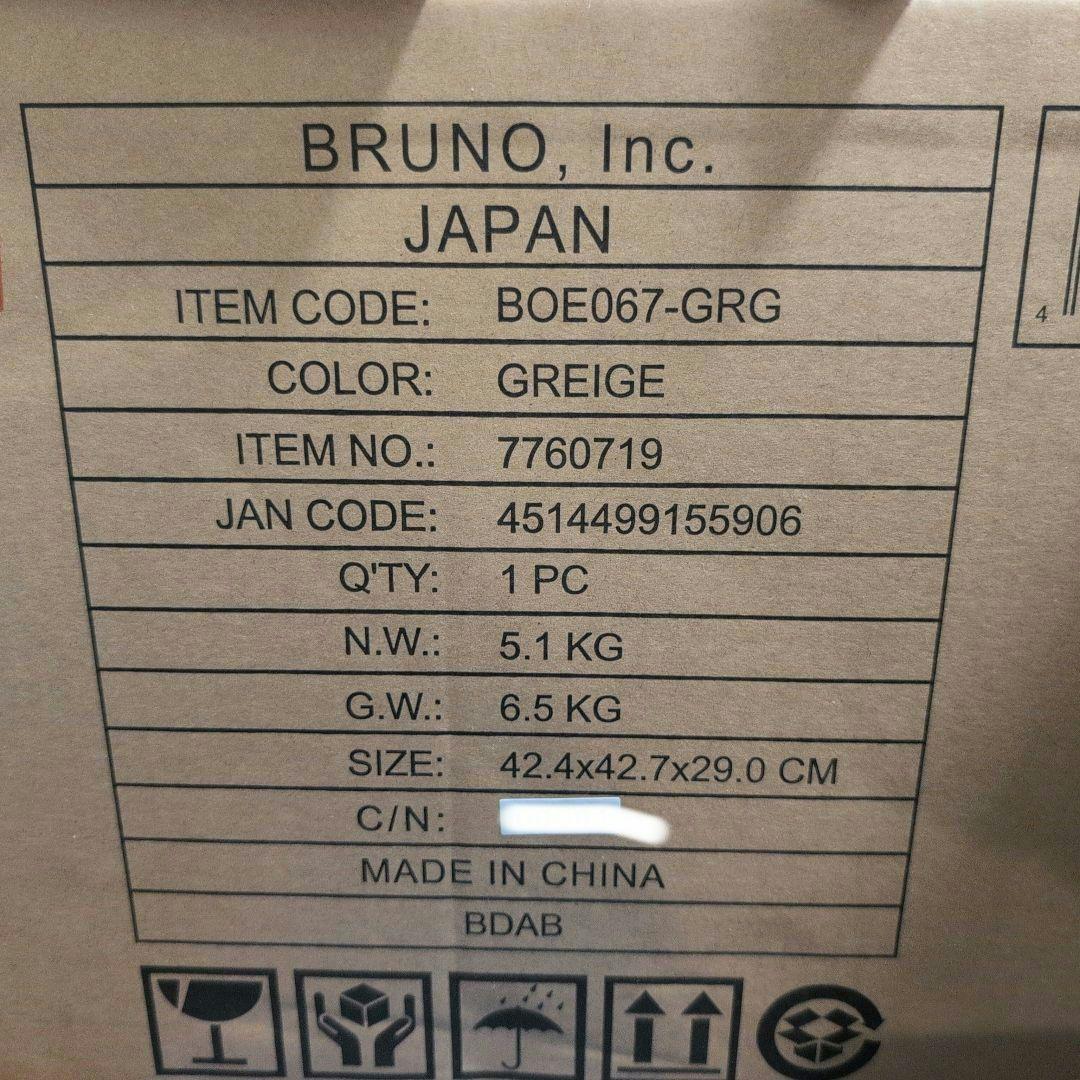 BRUNO, Inc.
JAPAN
ITEM CODE: BOE067-GRG
COLOR: GREIGE
ITEM NO.: 7760719
JAN CODE: 4514499155906
Q'TY: 1 PC
N.W.: 5.1 KG
G.W.: 6.5 KG
SIZE: 42.4x42.7x29.0 CM
C/N:
MADE IN CHINA
BDAB
4